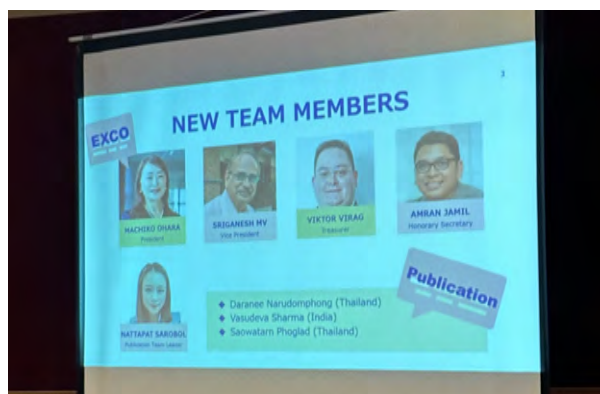 3
NEW TEAM MEMBERS
EXCO
MACHIKO OHARA
President
SRIGANESH MV
Vice President
VIKTOR VIRAG
Treasurer
AMRAN JAMIL
Honorary Secretary
NATTAPAT SAROBOL
Publication Team Leader
Publication
◆ Daranee Narudomphong (Thailand)
◆ Vasudeva Sharma (India)
◆ Saowatarn Phoglad (Thailand)